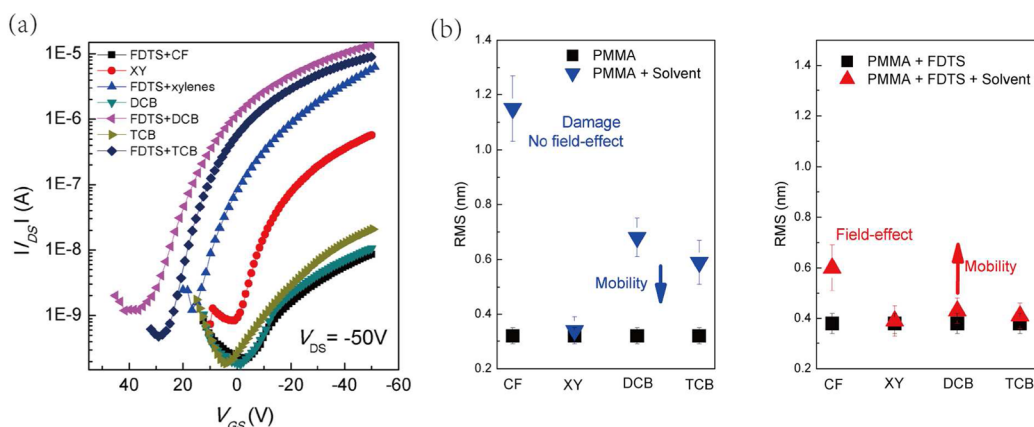 (a)
1E-5
1E-6
1E-7
1E-8
1E-9
|I_DS| (A)
FDTS+CF
XY
FDTS+xylenes
DCB
FDTS+DCB
TCB
FDTS+TCB
V_DS= -50V
40 20 0 -20 -40 -50
V_GS(V)
(b)
1.4
1.2
1.0
0.8
0.6
0.4
0.2
RMS (nm)
PMMA
PMMA + Solvent
Damage
No field-effect
Mobility
CF XY DCB TCB
1.4
1.2
1.0
0.8
0.6
0.4
0.2
RMS (nm)
PMMA + FDTS
PMMA + FDTS + Solvent
Field-effect
Mobility
CF XY DCB TCB